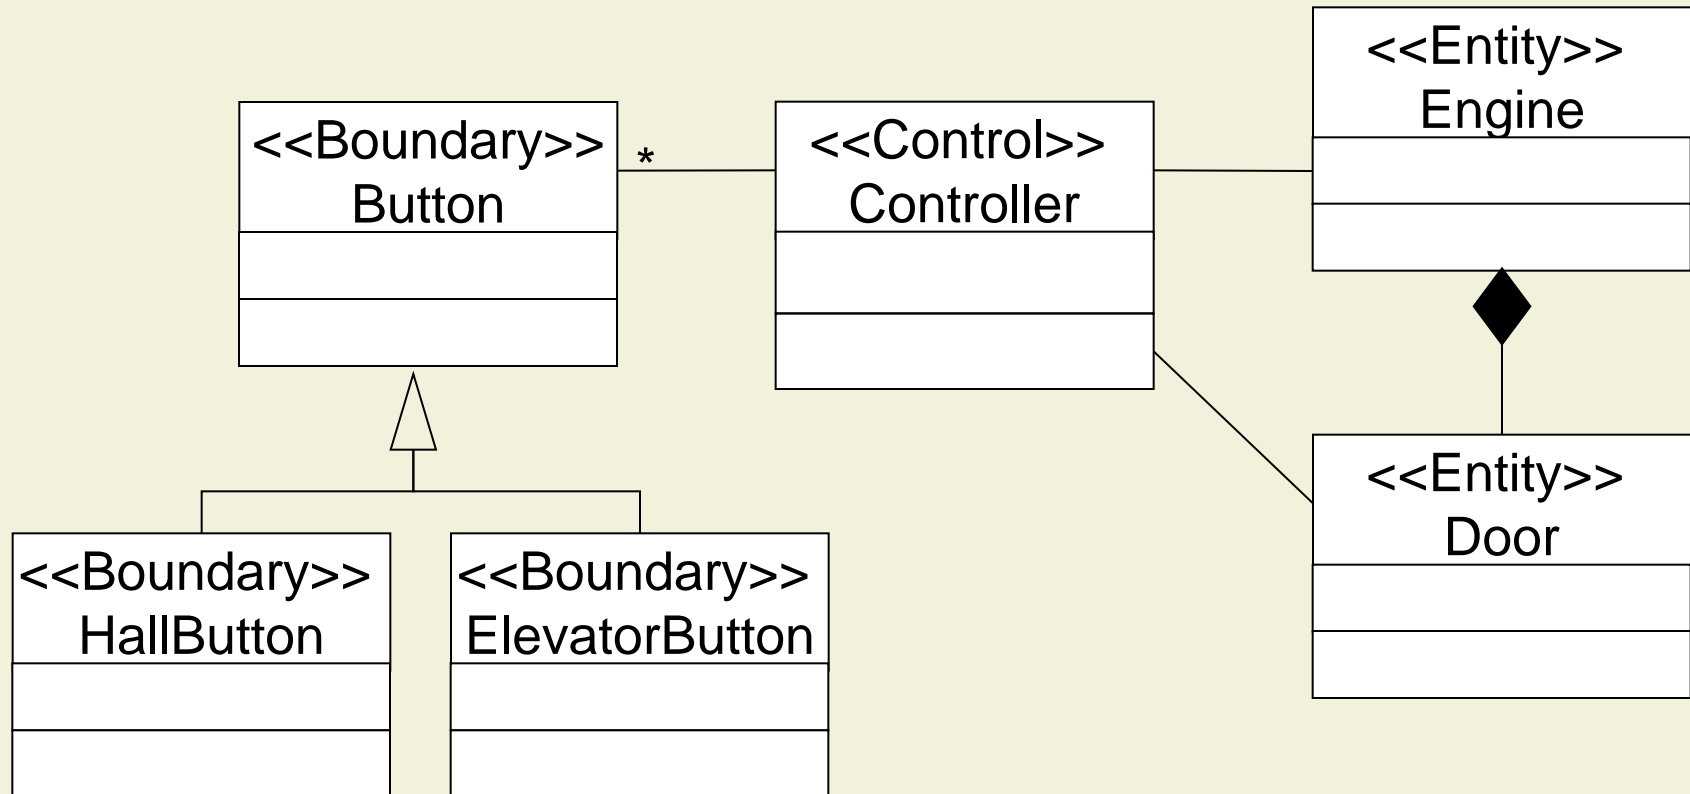 <<Boundary>>
Button
*
<<Control>>
Controller
<<Entity>>
Engine
<<Entity>>
Door
<<Boundary>>
HallButton
<<Boundary>>
ElevatorButton